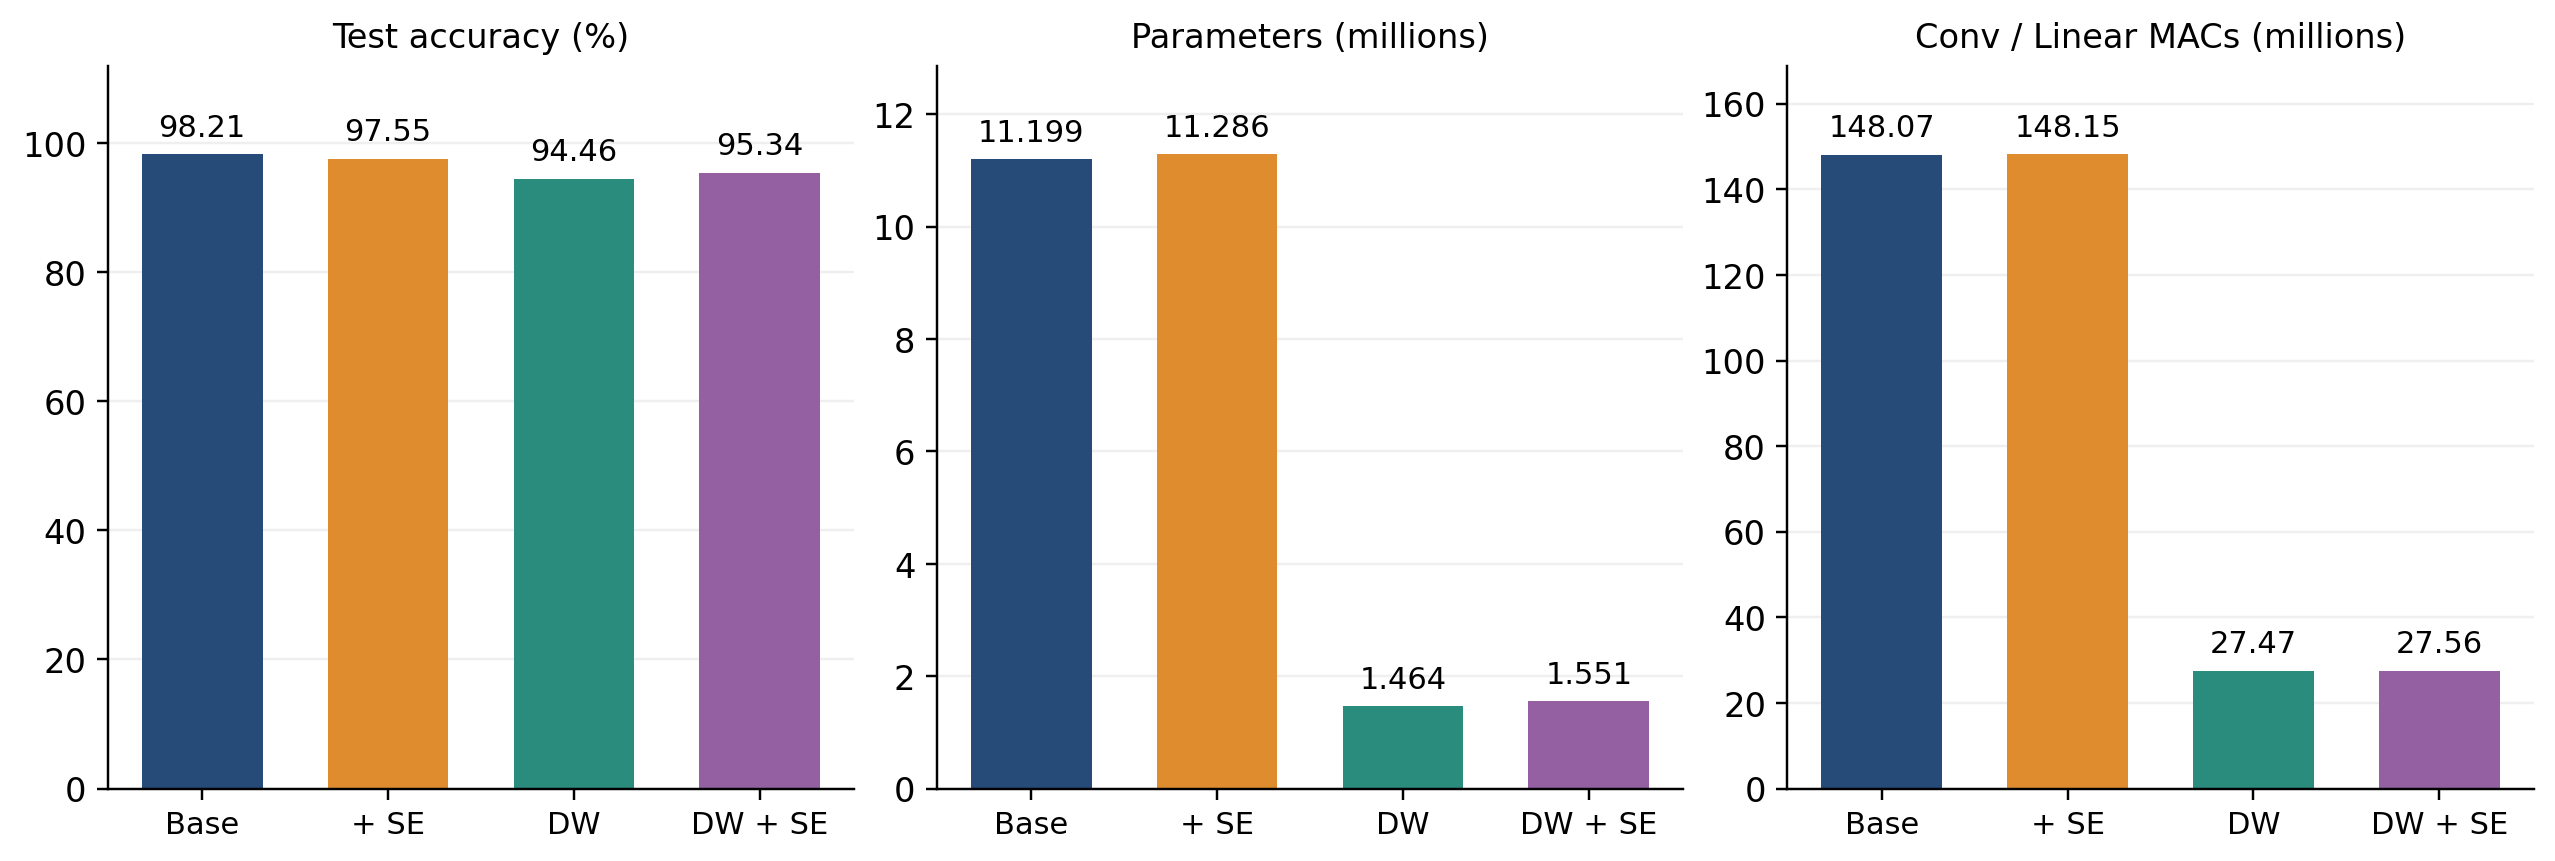 Test accuracy (%)
100
80
60
40
20
0
98.21
97.55
94.46
95.34
Base
+ SE
DW
DW + SE
Parameters (millions)
12
10
8
6
4
2
0
11.199
11.286
1.464
1.551
Base
+ SE
DW
DW + SE
Conv / Linear MACs (millions)
160
140
120
100
80
60
40
20
0
148.07
148.15
27.47
27.56
Base
+ SE
DW
DW + SE